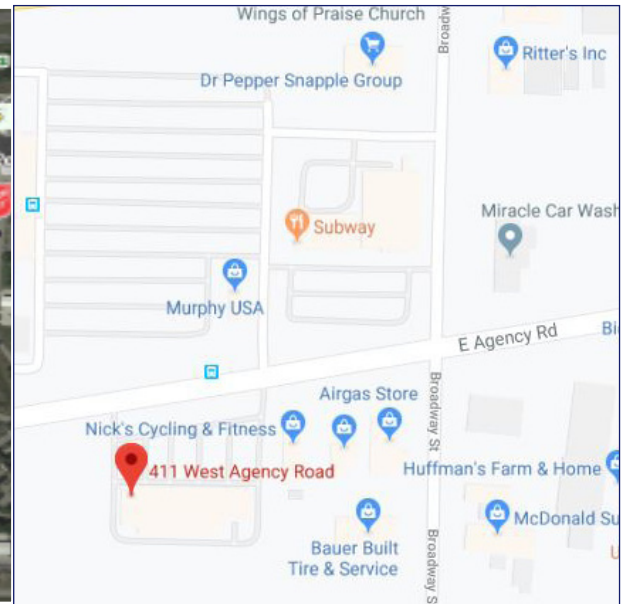 Wings of Praise Church
Broadw
Ritter's Inc
Dr Pepper Snapple Group
Miracle Car Wash
Subway
Murphy USA
E Agency Rd
Bi
Airgas Store
Broadway St
Nick's Cycling & Fitness
411 West Agency Road
Huffman's Farm & Home
McDonald Su
Bauer Built
Tire & Service
Broadway S
U